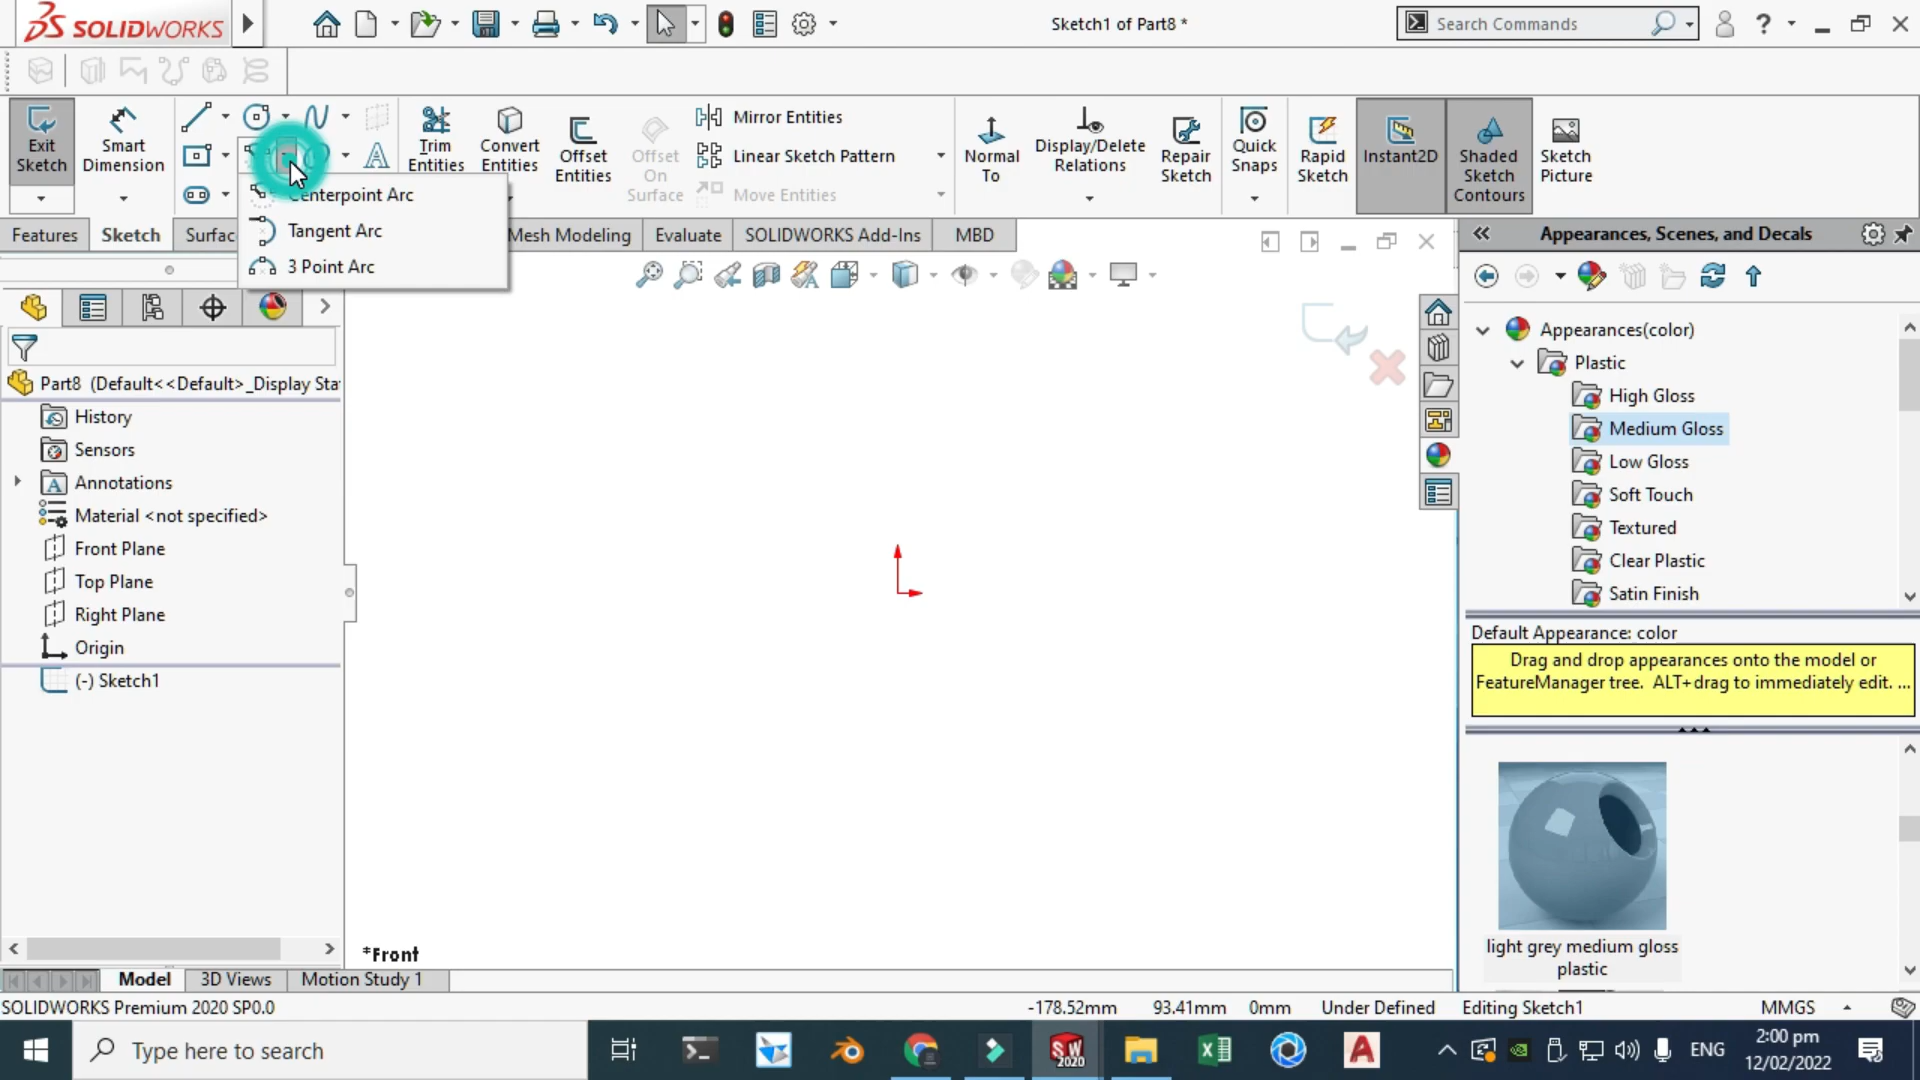 SOLIDWORKS
Sketch1 of Part8 *
Search Commands
Exit Sketch
Smart Dimension
Trim Entities
Convert Entities
Offset Entities
Offset On Surface
Mirror Entities
Linear Sketch Pattern
Move Entities
Normal To
Display/Delete Relations
Repair Sketch
Quick Snaps
Rapid Sketch
Instant2D
Shaded Sketch Contours
Sketch Picture
Centerpoint Arc
Tangent Arc
3 Point Arc
Features
Sketch
Surfac
Mesh Modeling
Evaluate
SOLIDWORKS Add-Ins
MBD
Appearances, Scenes, and Decals
Part8 (Default<<Default>_Display Sta
History
Sensors
Annotations
Material <not specified>
Front Plane
Top Plane
Right Plane
Origin
(-) Sketch1
*Front
Appearances(color)
Plastic
High Gloss
Medium Gloss
Low Gloss
Soft Touch
Textured
Clear Plastic
Satin Finish
Default Appearance: color
Drag and drop appearances onto the model or
FeatureManager tree. ALT+drag to immediately edit. ...
light grey medium gloss
plastic
Model
3D Views
Motion Study 1
SOLIDWORKS Premium 2020 SP0.0
-178.52mm
93.41mm
0mm
Under Defined
Editing Sketch1
MMGS
Type here to search
SW
2020
ENG
2:00 pm
12/02/2022